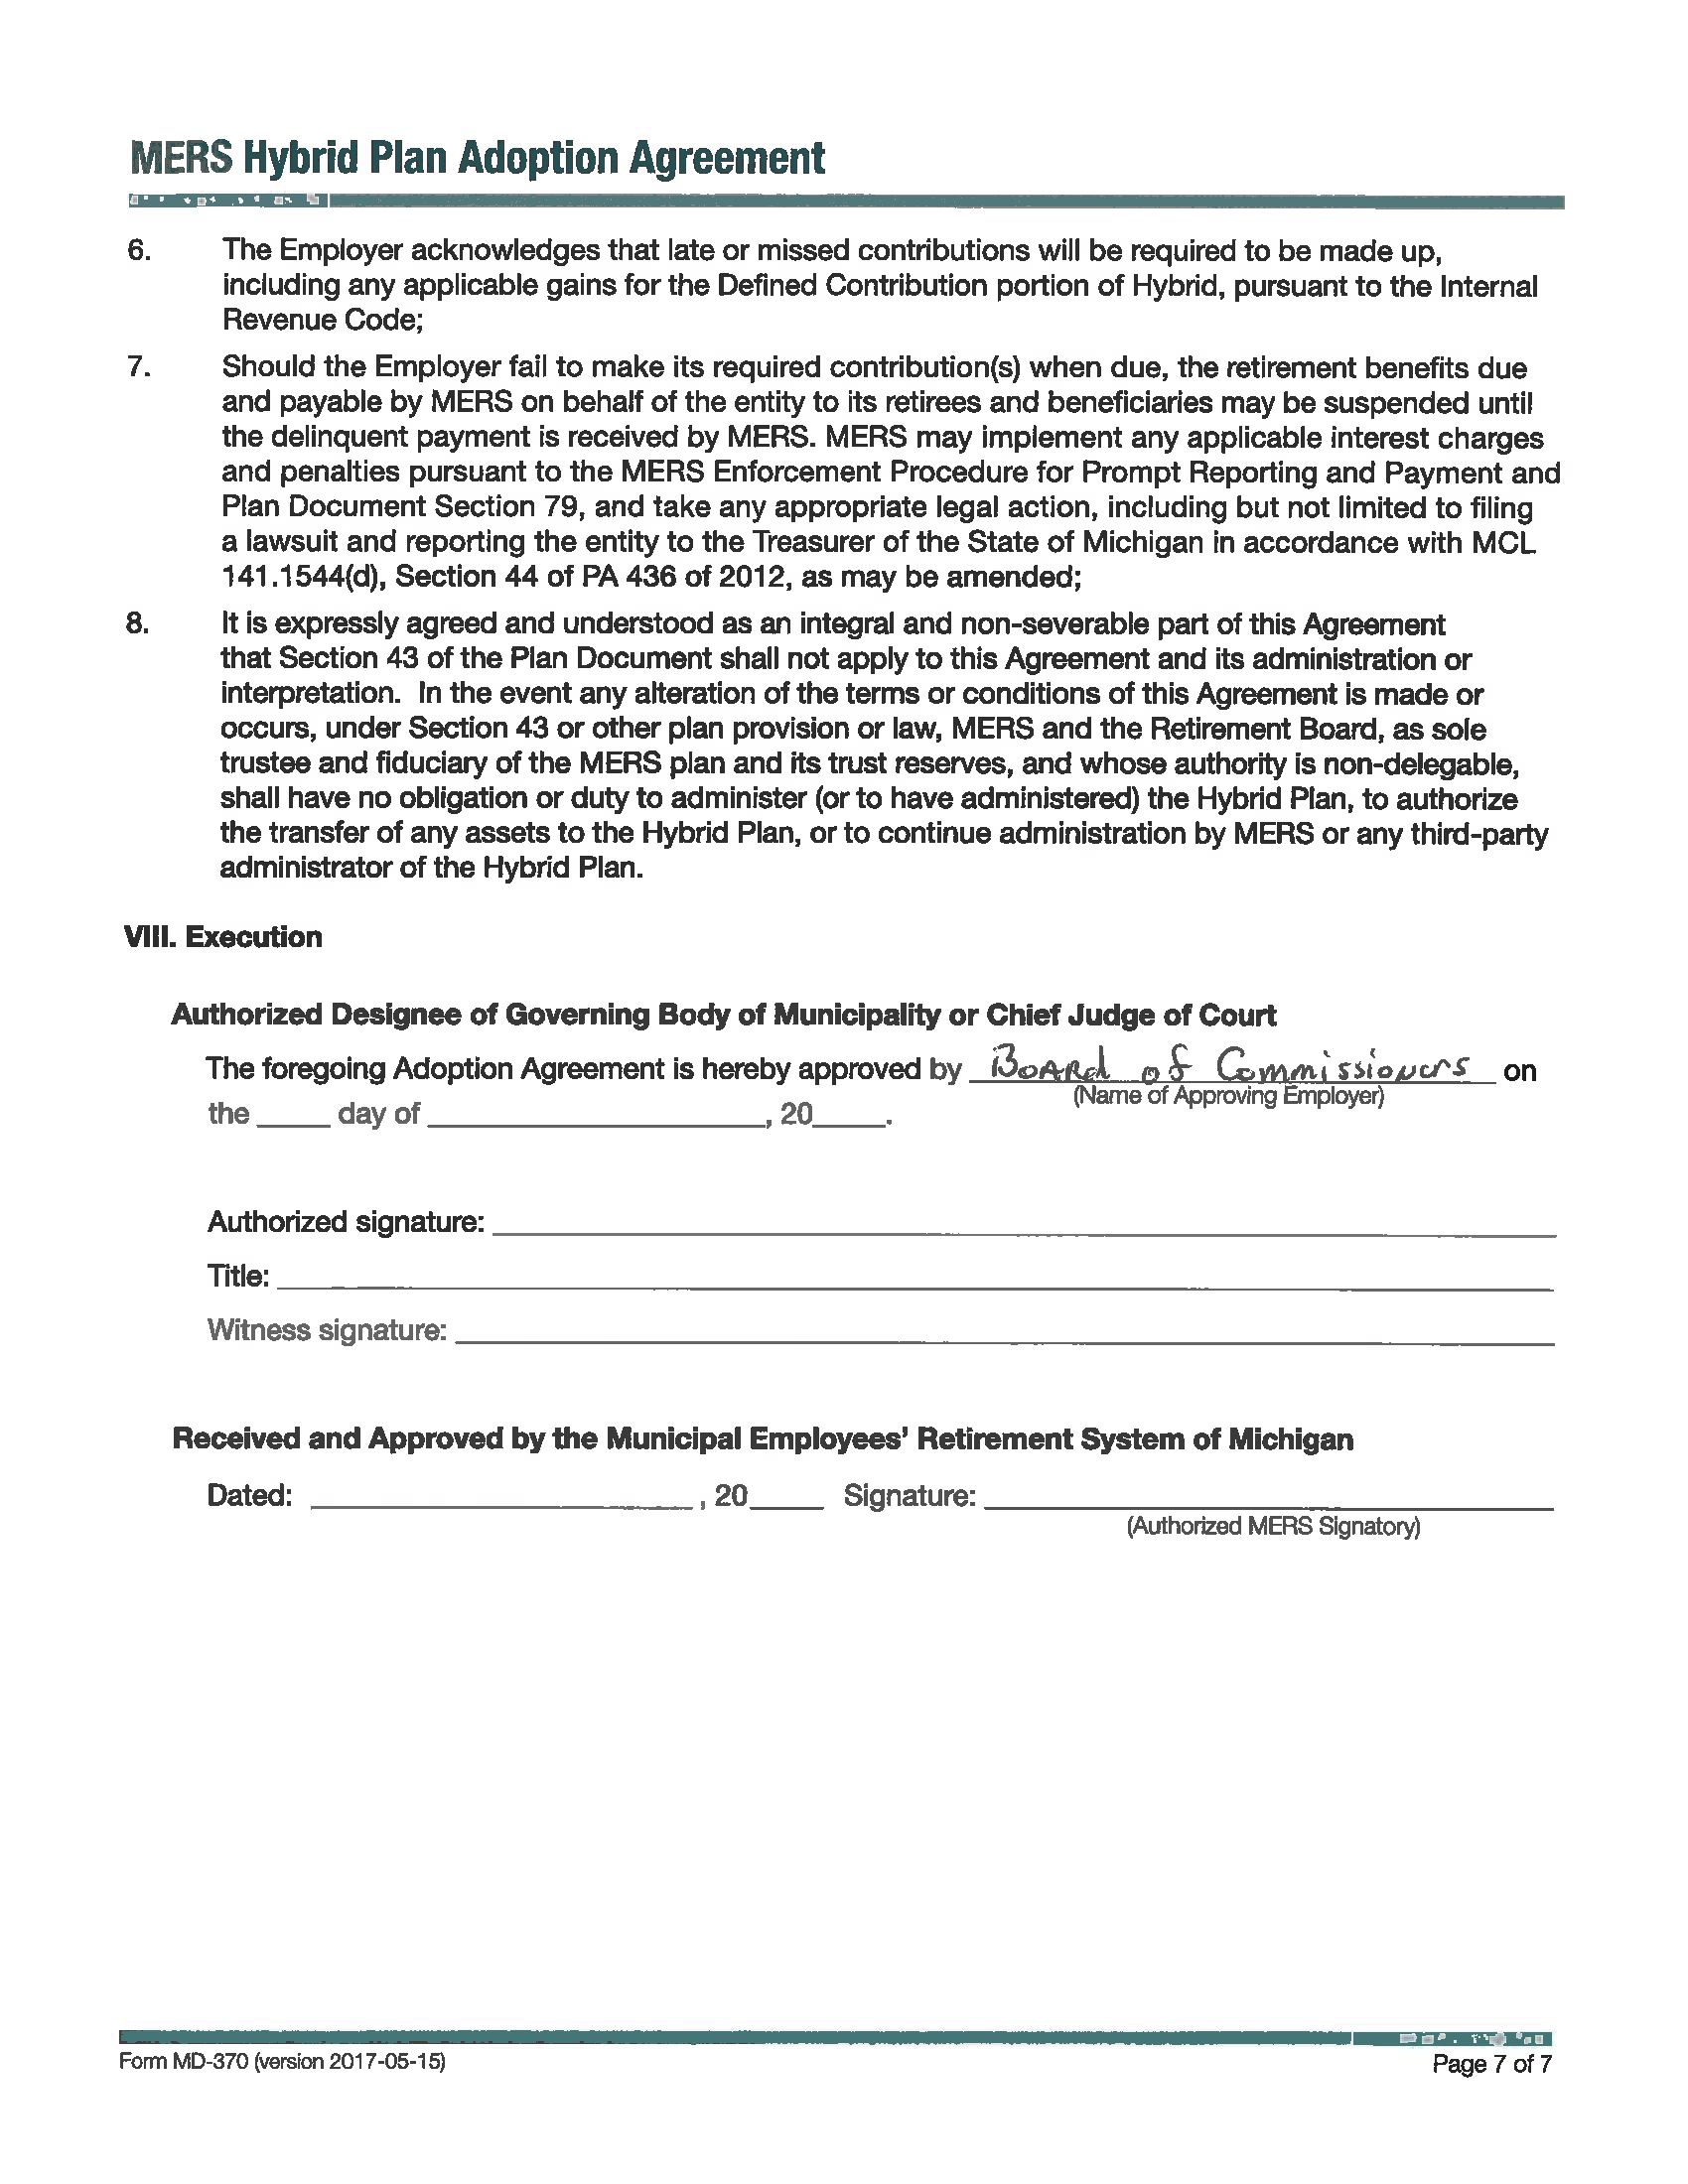 MERS Hybrid Plan Adoption Agreement
6. The Employer acknowledges that late or missed contributions will be required to be made up,
including any applicable gains for the Defined Contribution portion of Hybrid, pursuant to the Internal
Revenue Code;
7. Should the Employer fail to make its required contribution(s) when due, the retirement benefits due
and payable by MERS on behalf of the entity to its retirees and beneficiaries may be suspended until
the delinquent payment is received by MERS. MERS may implement any applicable interest charges
and penalties pursuant to the MERS Enforcement Procedure for Prompt Reporting and Payment and
Plan Document Section 79, and take any appropriate legal action, including but not limited to filing
a lawsuit and reporting the entity to the Treasurer of the State of Michigan in accordance with MCL
141.1544(d), Section 44 of PA 436 of 2012, as may be amended;
8. It is expressly agreed and understood as an integral and non-severable part of this Agreement
that Section 43 of the Plan Document shall not apply to this Agreement and its administration or
interpretation. In the event any alteration of the terms or conditions of this Agreement is made or
occurs, under Section 43 or other plan provision or law, MERS and the Retirement Board, as sole
trustee and fiduciary of the MERS plan and its trust reserves, and whose authority is non-delegable,
shall have no obligation or duty to administer (or to have administered) the Hybrid Plan, to authorize
the transfer of any assets to the Hybrid Plan, or to continue administration by MERS or any third-party
administrator of the Hybrid Plan.
VIII. Execution
Authorized Designee of Governing Body of Municipality or Chief Judge of Court
The foregoing Adoption Agreement is hereby approved by Board of Commissioners on
(Name of Approving Employer)
the _____ day of _______________________, 20_____.
Authorized signature:
Title:
Witness signature:
Received and Approved by the Municipal Employees' Retirement System of Michigan
Dated: __________________________, 20_____ Signature:
(Authorized MERS Signatory)
Form MD-370 (version 2017-05-15)
Page 7 of 7